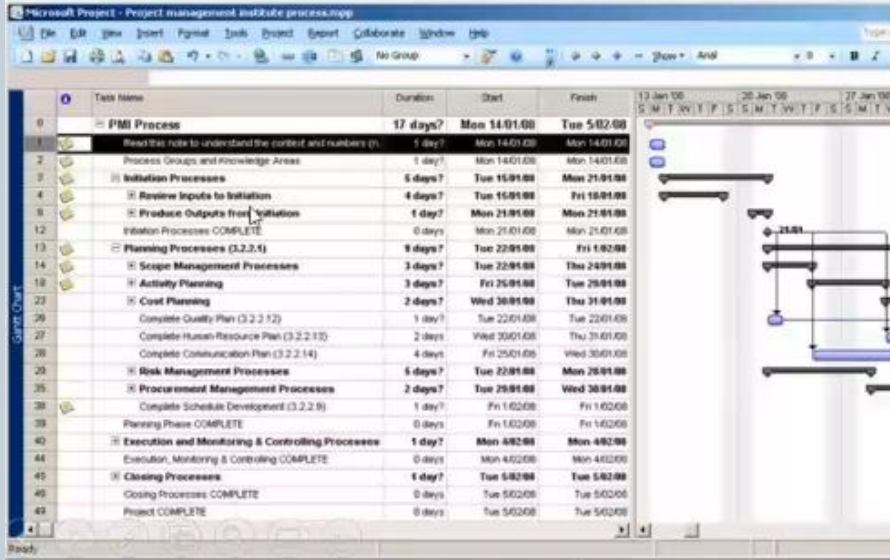 Microsoft Project - Project management institute process.mpp
File Edit View Insert Format Tools Project Report Collaborate Window Help
No Group Show Arial 8 B I
Task Name Duration Start Finish 13 Jan '08 20 Jan '08 27 Jan '08
S M T W T F S S M T W T F S S M T W
0 PMI Process 17 days? Mon 14/01/08 Tue 5/02/08
1 Read this note to understand the context and numbers (n. 1 day? Mon 14/01/08 Mon 14/01/08
2 Process Groups and Knowledge Areas 1 day? Mon 14/01/08 Mon 14/01/08
3 Initiation Processes 5 days? Tue 15/01/08 Mon 21/01/08
4 Review Inputs to Initiation 4 days? Tue 15/01/08 Fri 18/01/08
Produce Outputs from Initiation 1 day? Mon 21/01/08 Mon 21/01/08
12 Initiation Processes COMPLETE 0 days Mon 21/01/08 Mon 21/01/08 21/01
13 Planning Processes (3.2.2.1) 9 days? Tue 22/01/08 Fri 1/02/08
14 Scope Management Processes 3 days? Tue 22/01/08 Thu 24/01/08
18 Activity Planning 3 days? Fri 25/01/08 Tue 29/01/08
23 Cost Planning 2 days? Wed 30/01/08 Thu 31/01/08
26 Complete Quality Plan (3.2.2.12) 1 day? Tue 22/01/08 Tue 22/01/08
27 Complete Human Resource Plan (3.2.2.13) 2 days Wed 30/01/08 Thu 31/01/08
28 Complete Communication Plan (3.2.2.14) 4 days Fri 25/01/08 Wed 30/01/08
29 Risk Management Processes 5 days? Tue 22/01/08 Mon 28/01/08
35 Procurement Management Processes 2 days? Tue 29/01/08 Wed 30/01/08
38 Complete Schedule Development (3.2.2.9) 1 day? Fri 1/02/08 Fri 1/02/08
39 Planning Phase COMPLETE 0 days Fri 1/02/08 Fri 1/02/08
40 Execution and Monitoring & Controlling Processes 1 day? Mon 4/02/08 Mon 4/02/08
44 Execution, Monitoring & Controlling COMPLETE 0 days Mon 4/02/08 Mon 4/02/08
45 Closing Processes 1 day? Tue 5/02/08 Tue 5/02/08
48 Closing Processes COMPLETE 0 days Tue 5/02/08 Tue 5/02/08
49 Project COMPLETE 0 days Tue 5/02/08 Tue 5/02/08
Gantt Chart
Ready